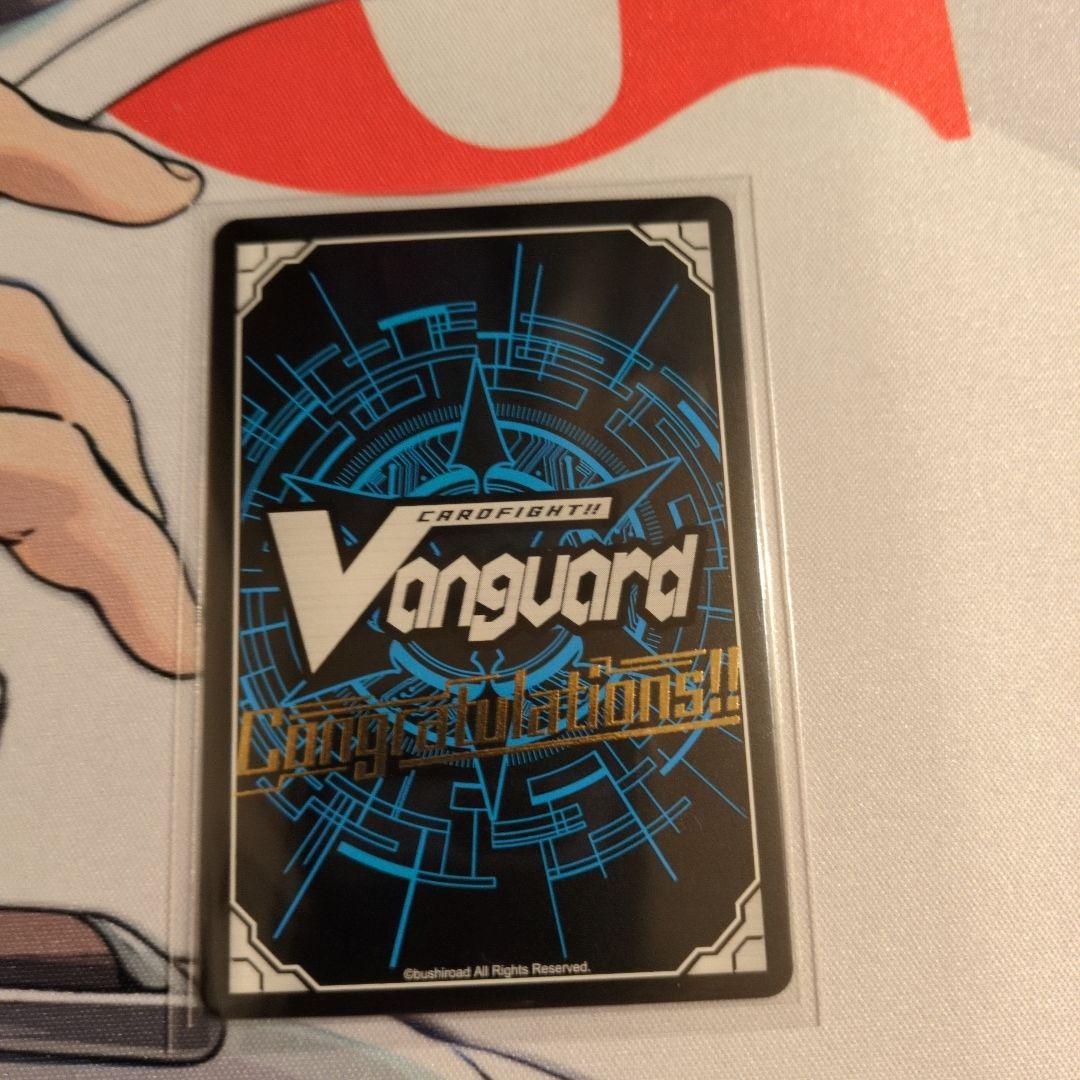 CARDFIGHT!!
Vanguard
Congratulations!!
©bushiroad All Rights Reserved.